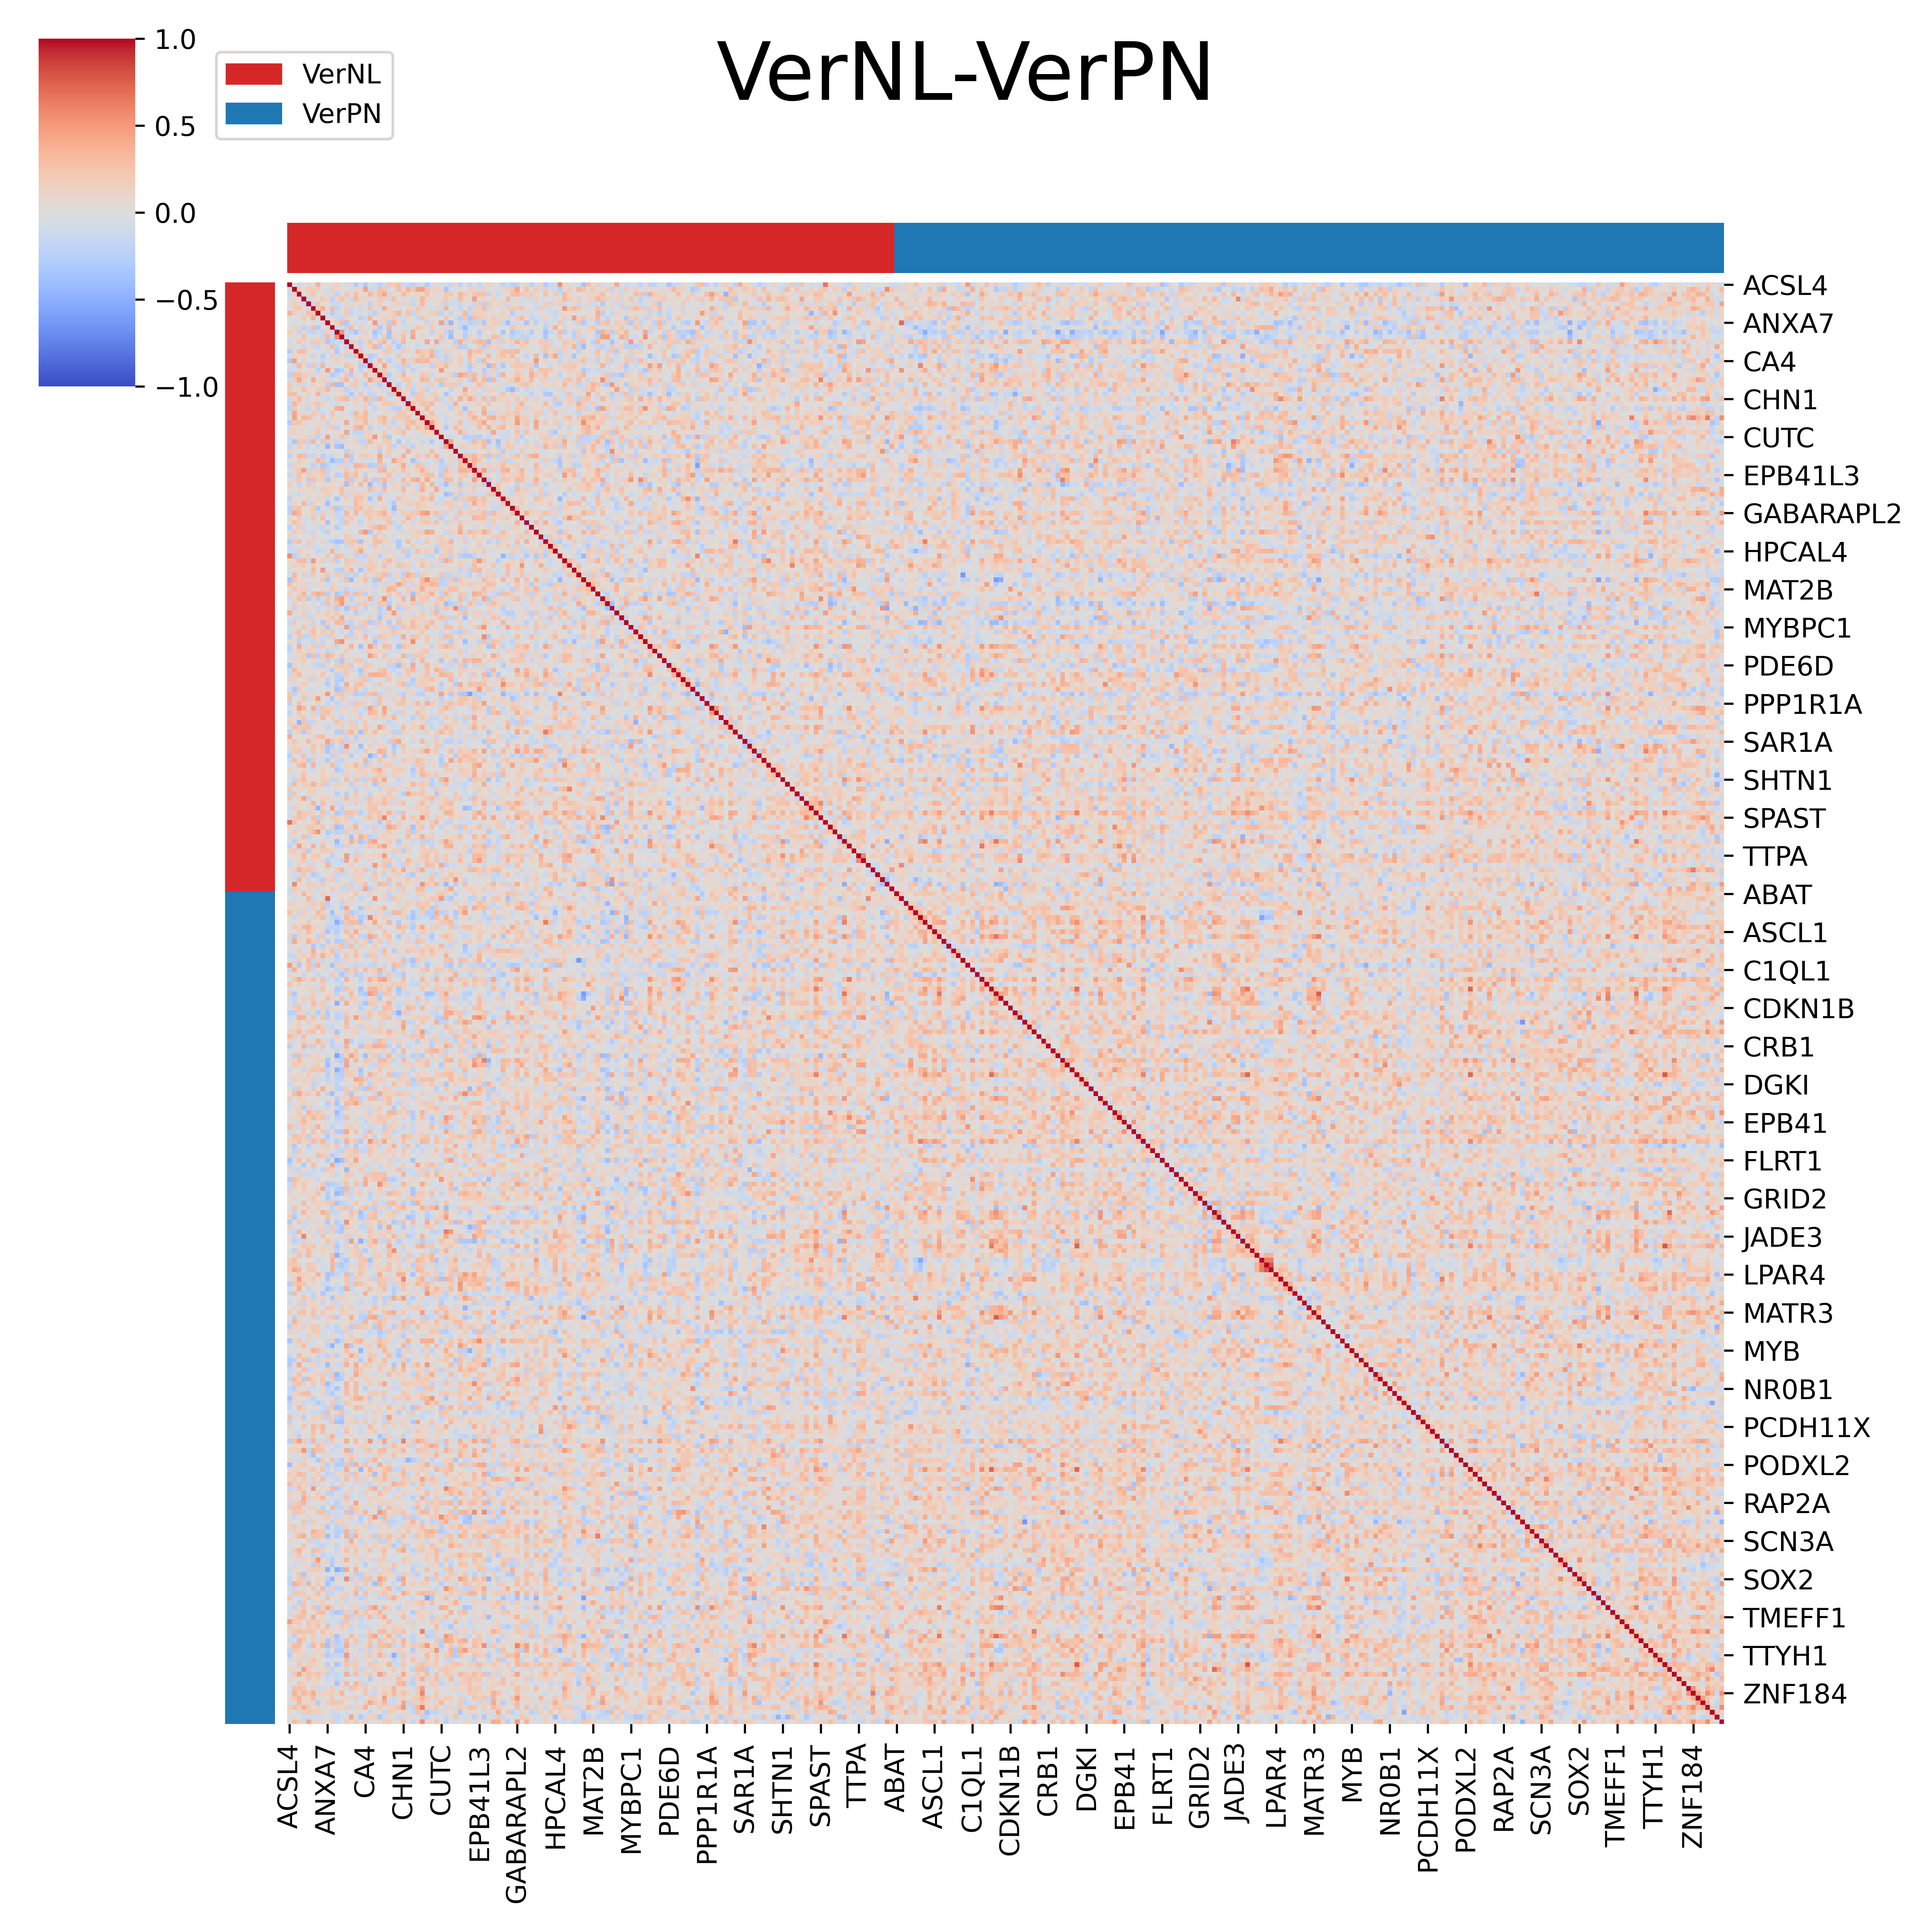 VerNL-VerPN
1.0
0.5
0.0
−0.5
−1.0
VerNL
VerPN
ACSL4
ANXA7
CA4
CHN1
CUTC
EPB41L3
GABARAPL2
HPCAL4
MAT2B
MYBPC1
PDE6D
PPP1R1A
SAR1A
SHTN1
SPAST
TTPA
ABAT
ASCL1
C1QL1
CDKN1B
CRB1
DGKI
EPB41
FLRT1
GRID2
JADE3
LPAR4
MATR3
MYB
NR0B1
PCDH11X
PODXL2
RAP2A
SCN3A
SOX2
TMEFF1
TTYH1
ZNF184
ACSL4
ANXA7
CA4
CHN1
CUTC
EPB41L3
GABARAPL2
HPCAL4
MAT2B
MYBPC1
PDE6D
PPP1R1A
SAR1A
SHTN1
SPAST
TTPA
ABAT
ASCL1
C1QL1
CDKN1B
CRB1
DGKI
EPB41
FLRT1
GRID2
JADE3
LPAR4
MATR3
MYB
NR0B1
PCDH11X
PODXL2
RAP2A
SCN3A
SOX2
TMEFF1
TTYH1
ZNF184